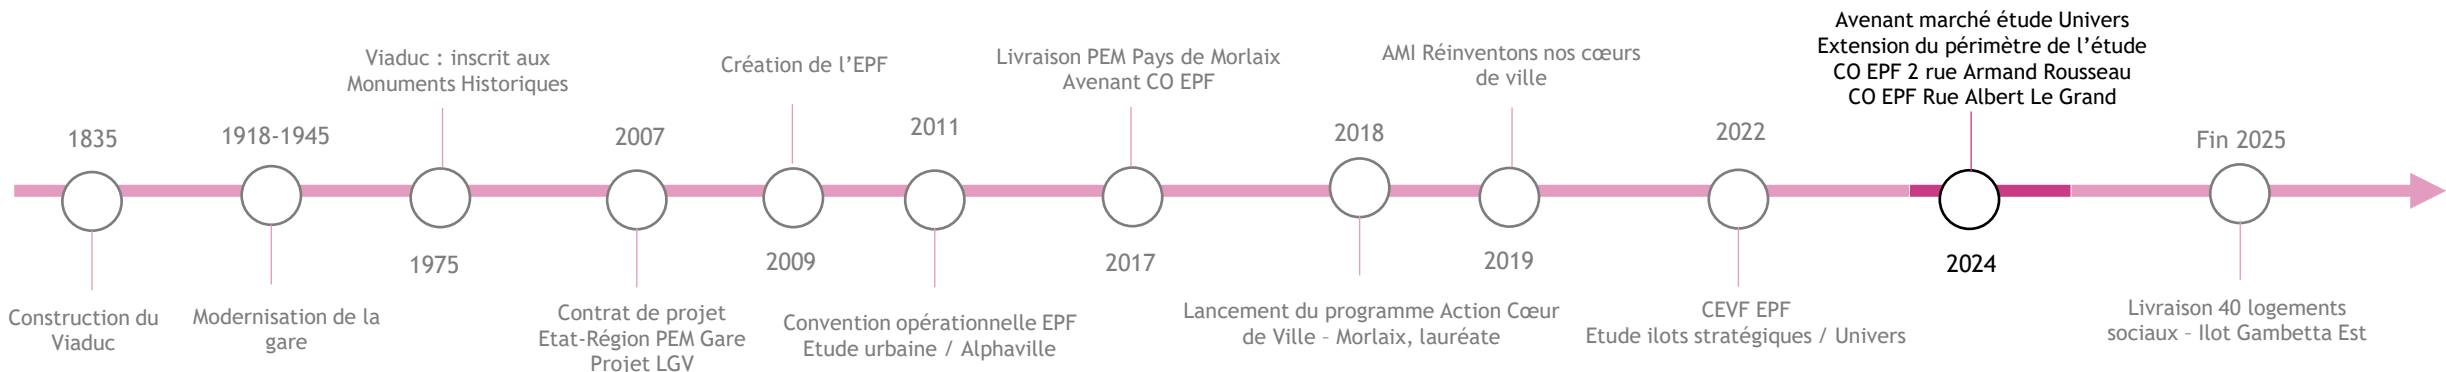 1835
Construction du
Viaduc
1918-1945
Modernisation de la
gare
Viaduc : inscrit aux
Monuments Historiques
1975
2007
Contrat de projet
Etat-Région PEM Gare
Projet LGV
Création de l’EPF
2009
2011
Convention opérationnelle EPF
Etude urbaine / Alphaville
Livraison PEM Pays de Morlaix
Avenant CO EPF
2017
2018
Lancement du programme Action Cœur
de Ville – Morlaix, lauréate
AMI Réinventons nos cœurs
de ville
2019
2022
CEVF EPF
Etude ilots stratégiques / Univers
Avenant marché étude Univers
Extension du périmètre de l’étude
CO EPF 2 rue Armand Rousseau
CO EPF Rue Albert Le Grand
2024
Fin 2025
Livraison 40 logements
sociaux – Ilot Gambetta Est